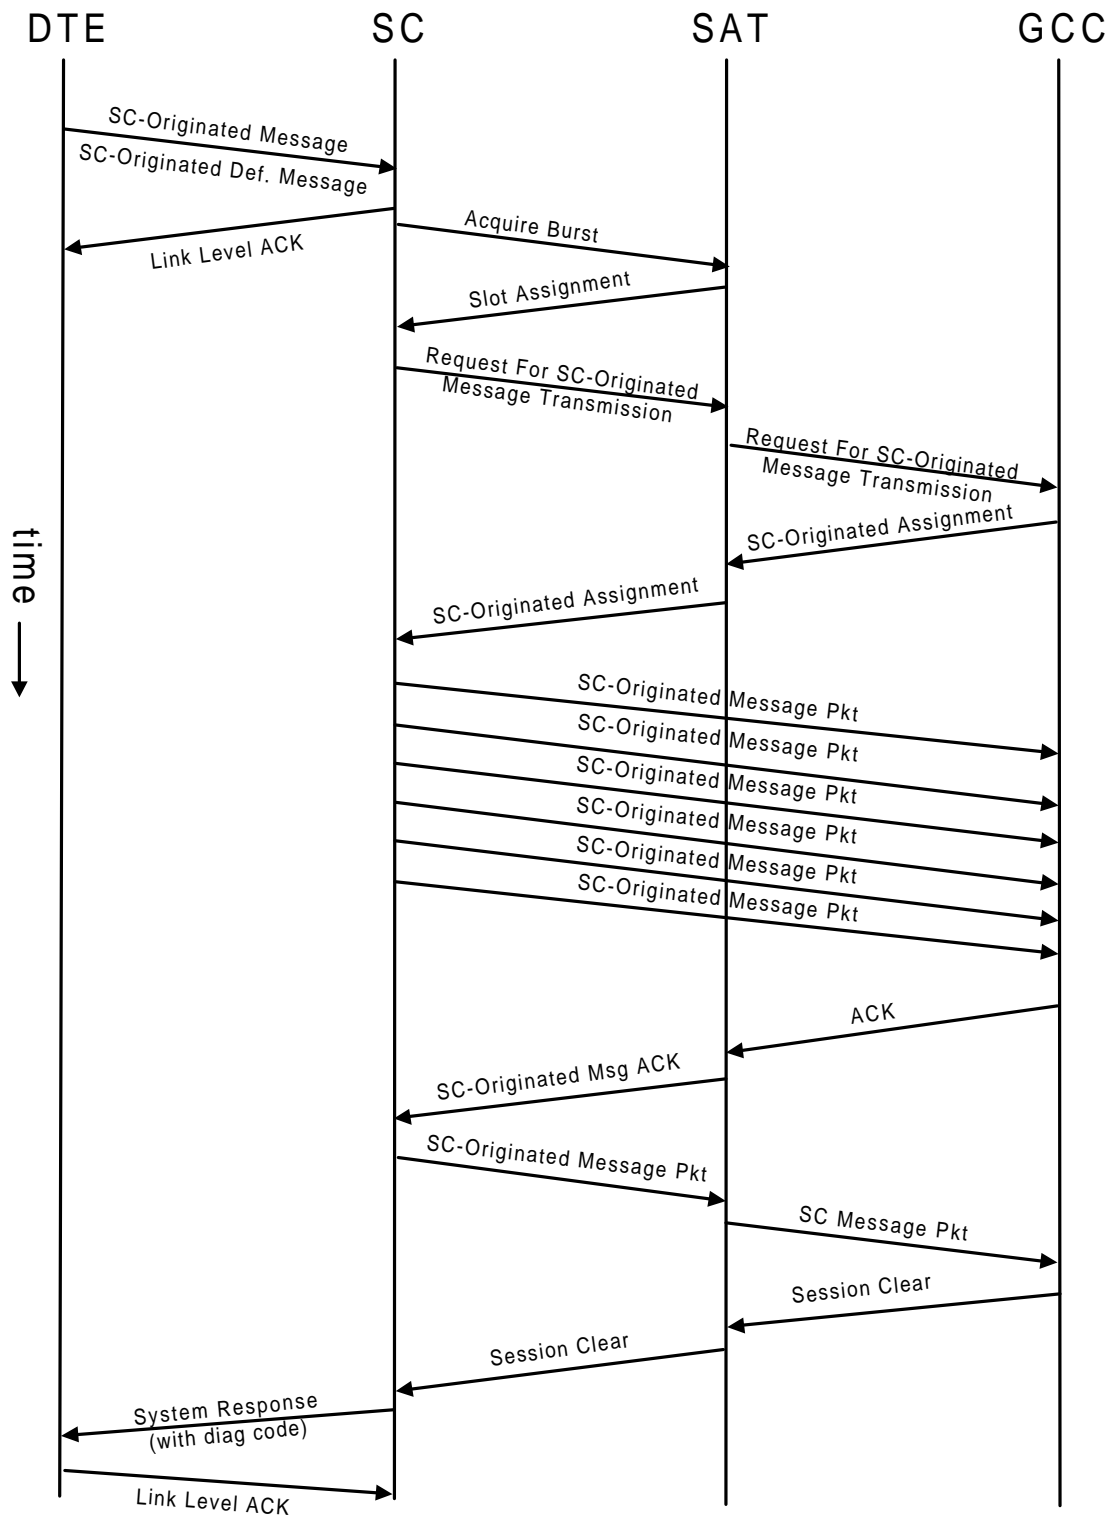 DTE SC SAT GCC
SC-Originated Message
SC-Originated Def. Message
Link Level ACK
Acquire Burst
Slot Assignment
Request For SC-Originated
Message Transmission
Request For SC-Originated
Message Transmission
SC-Originated Assignment
time
SC-Originated Assignment
SC-Originated Message Pkt
SC-Originated Message Pkt
SC-Originated Message Pkt
SC-Originated Message Pkt
SC-Originated Message Pkt
SC-Originated Message Pkt
ACK
SC-Originated Msg ACK
SC-Originated Message Pkt
SC Message Pkt
Session Clear
Session Clear
System Response
(with diag code)
Link Level ACK